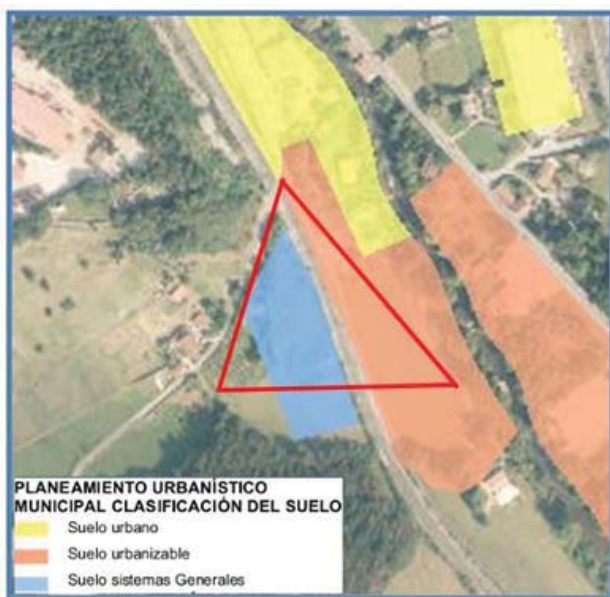 PLANEAMIENTO URBANÍSTICO
MUNICIPAL CLASIFICACIÓN DEL SUELO
Suelo urbano
Suelo urbanizable
Suelo sistemas Generales